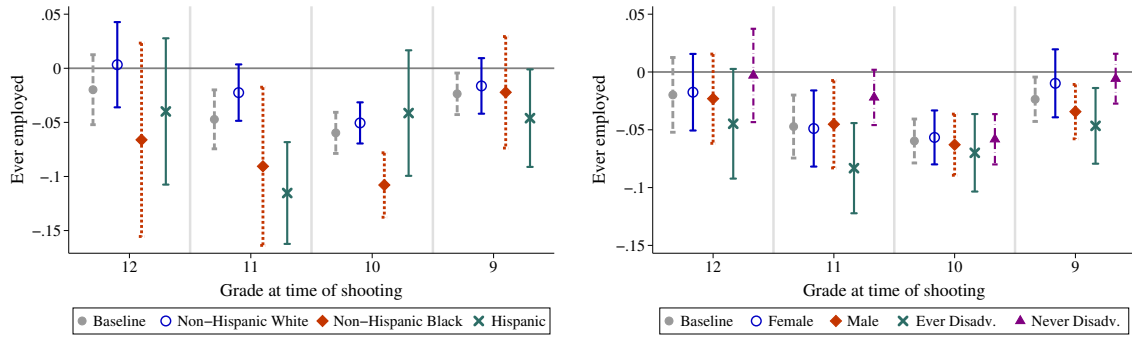 .05
0
−.05
−.1
−.15
Ever employed
12
11
10
9
Grade at time of shooting
Baseline
Non−Hispanic White
Non−Hispanic Black
Hispanic
.05
0
−.05
−.1
−.15
Ever employed
12
11
10
9
Grade at time of shooting
Baseline
Female
Male
Ever Disadv.
Never Disadv.